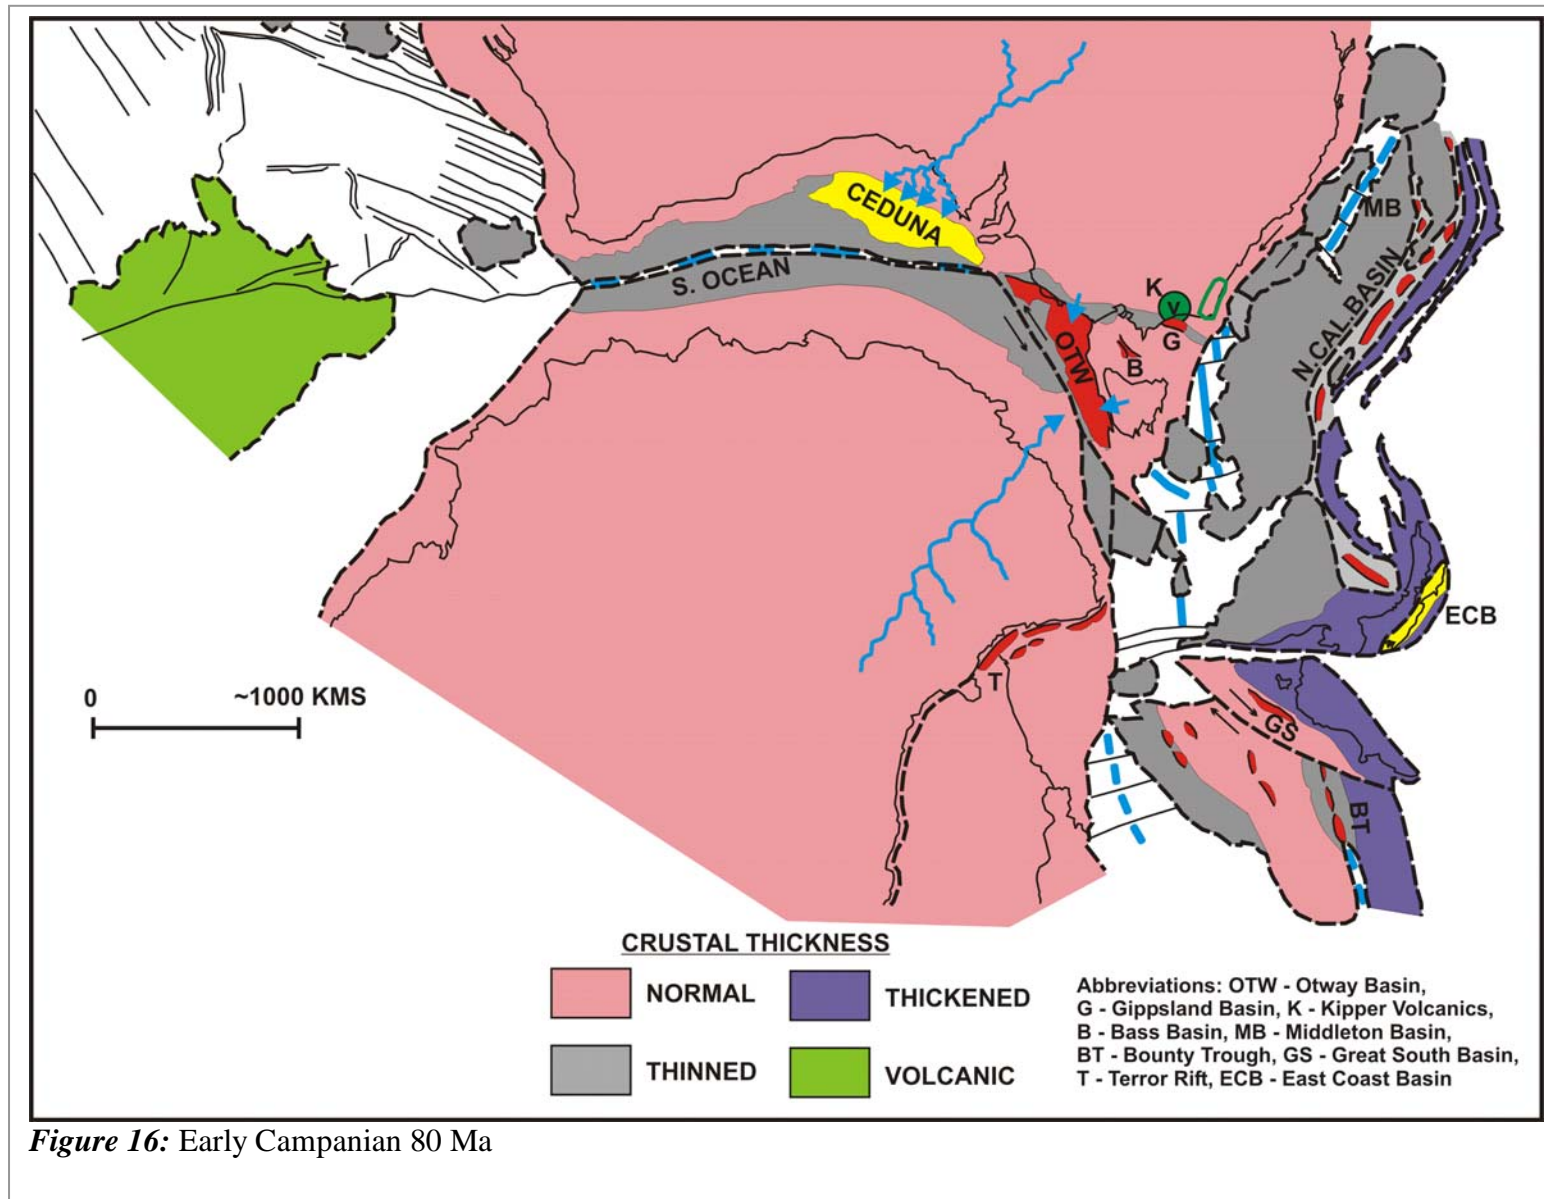 CEDUNA
MB
S. OCEAN
K
V
G
OTW
B
N.CAL.BASIN
ECB
T
GS
BT
0 ~1000 KMS
CRUSTAL THICKNESS
NORMAL
THICKENED
THINNED
VOLCANIC
Abbreviations: OTW - Otway Basin,
G - Gippsland Basin, K - Kipper Volcanics,
B - Bass Basin, MB - Middleton Basin,
BT - Bounty Trough, GS - Great South Basin,
T - Terror Rift, ECB - East Coast Basin
Figure 16: Early Campanian 80 Ma